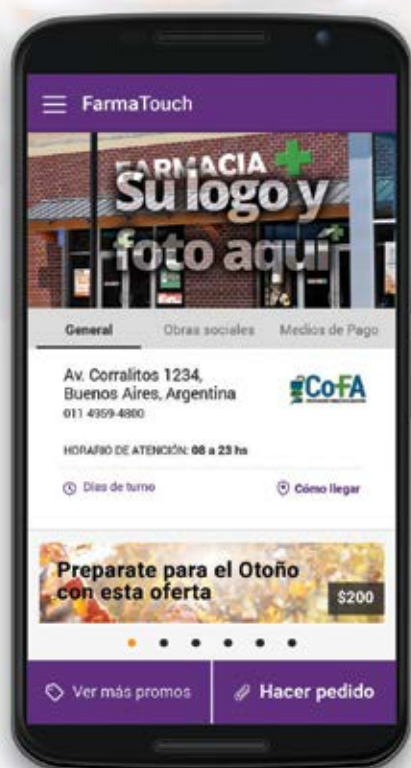 FarmaTouch
FARMACIA
Su logo y
foto aquí
General Obras sociales Medios de Pago
Av. Corralitos 1234,
Buenos Aires, Argentina
011 4959-4800
CoFA
HORARIO DE ATENCIÓN: 08 a 23 hs
Días de turno Cómo llegar
Preparate para el Otoño
con esta oferta
$200
Ver más promos Hacer pedido